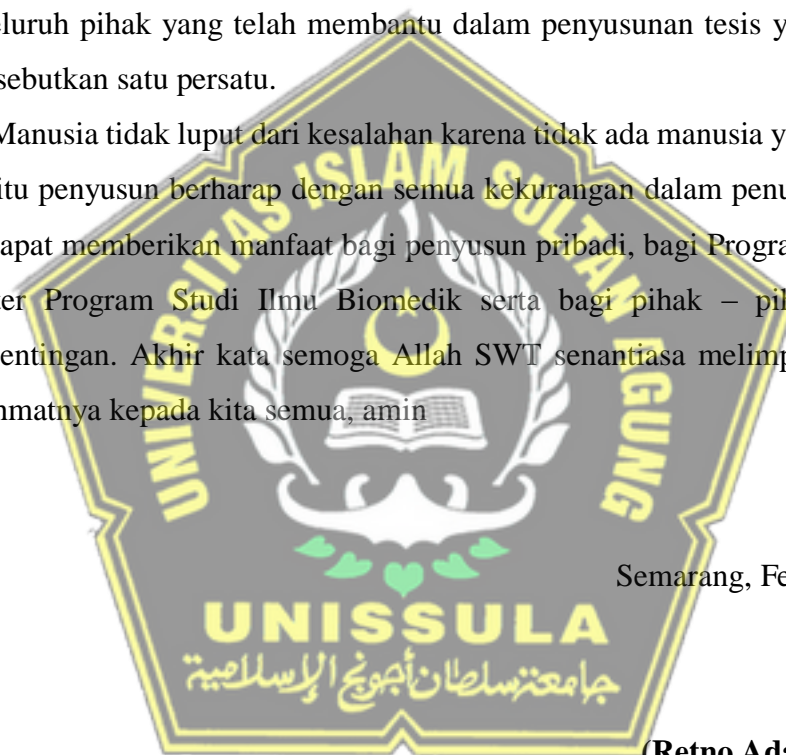 eluruh pihak yang telah membantu dalam penyusunan tesis y
sebutkan satu persatu.
Manusia tidak luput dari kesalahan karena tidak ada manusia y
itu penyusun berharap dengan semua kekurangan dalam penu
apat memberikan manfaat bagi penyusun pribadi, bagi Progra
ter Program Studi Ilmu Biomedik serta bagi pihak – pih
entingan. Akhir kata semoga Allah SWT senantiasa melimp
hmatnya kepada kita semua, amin
UNIVERSITAS ISLAM SULTAN AGUNG
Semarang, Fe
UNISSULA
جامعة سلطان أجونج الإسلامية
(Retno Ada